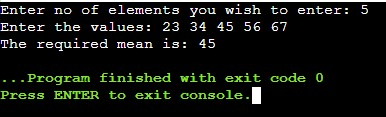 Enter no of elements you wish to enter: 5
Enter the values: 23 34 45 56 67
The required mean is: 45
...Program finished with exit code 0
Press ENTER to exit console.